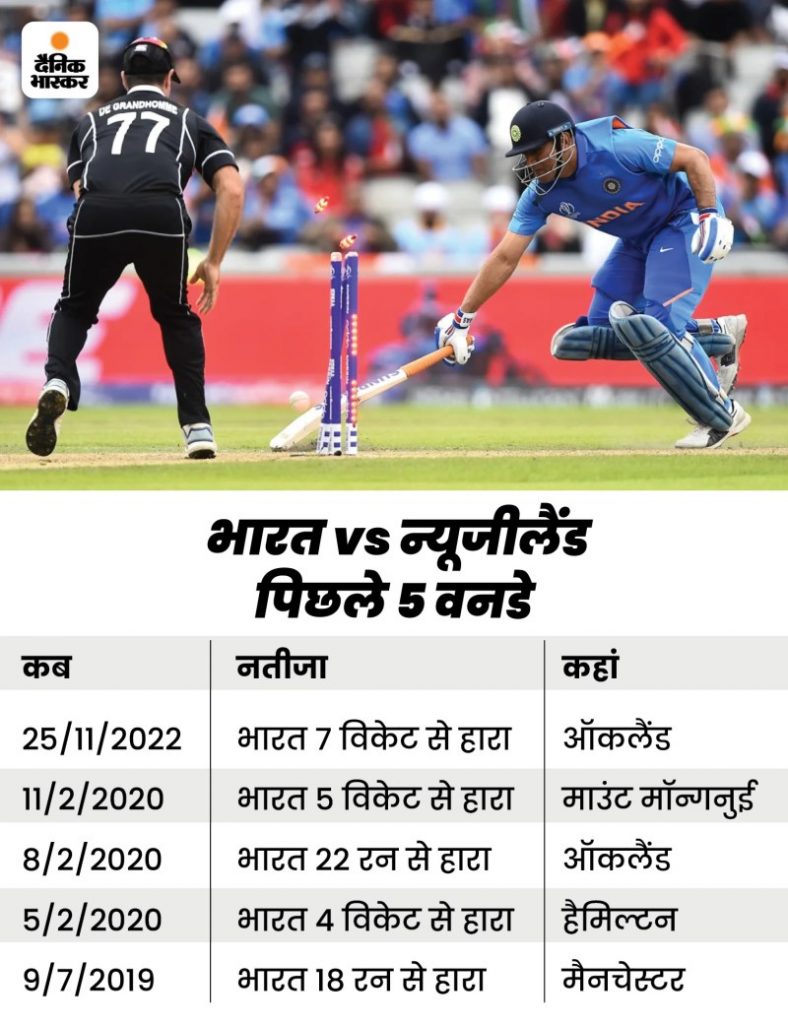 दैनिक
भास्कर
DE GRANDHOMME
77
oppo
INDIA
भारत vs न्यूजीलैंड
पिछले 5 वनडे
कब नतीजा कहां
25/11/2022 भारत 7 विकेट से हारा ऑकलैंड
11/2/2020 भारत 5 विकेट से हारा माउंट मॉन्गनुई
8/2/2020 भारत 22 रन से हारा ऑकलैंड
5/2/2020 भारत 4 विकेट से हारा हैमिल्टन
9/7/2019 भारत 18 रन से हारा मैनचेस्टर